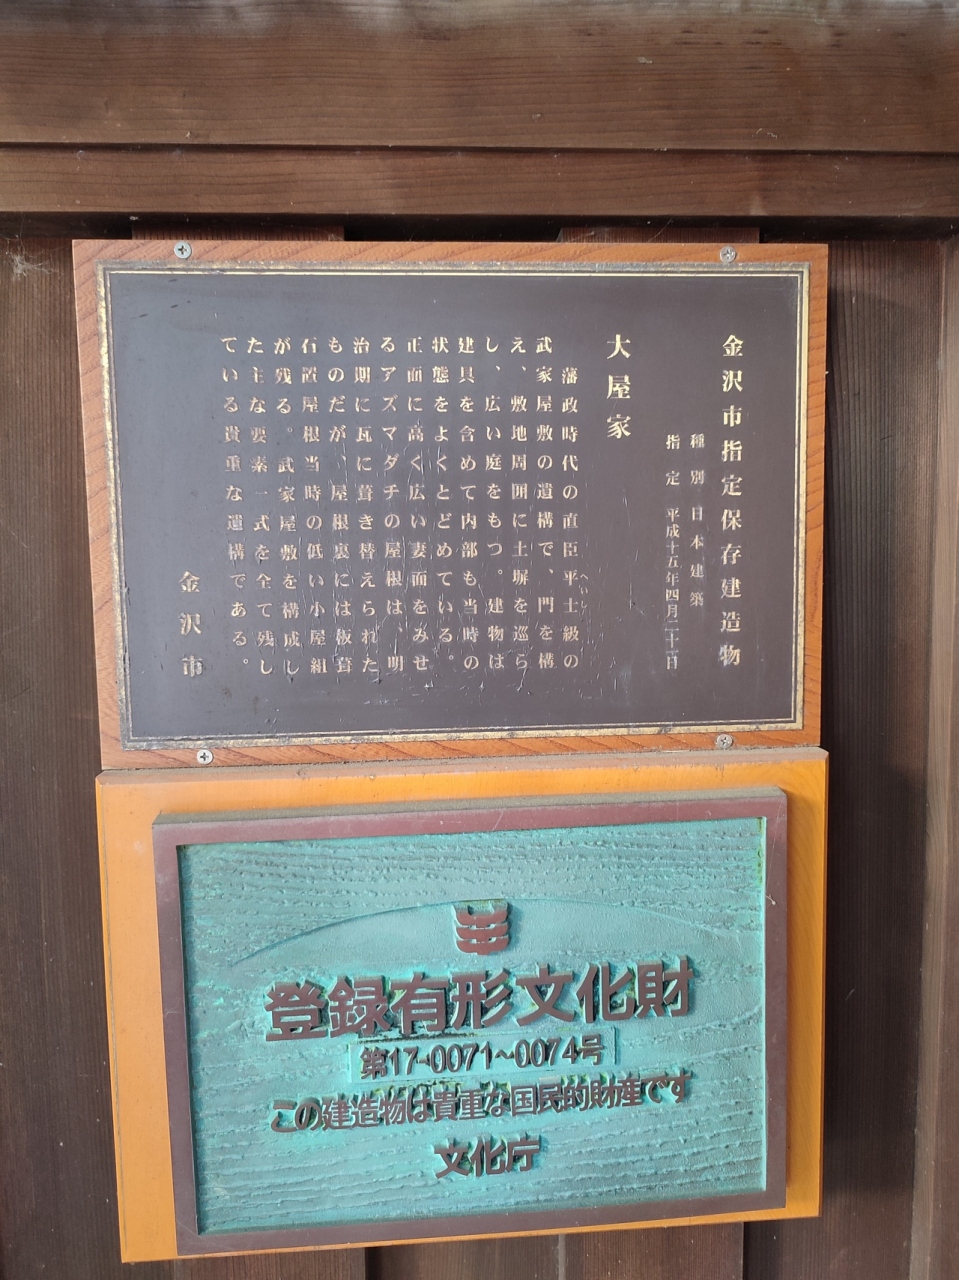 金沢市指定保存建造物
種別 日本建築
指定 平成十五年四月二十一日
大屋家
藩政時代の直臣平士級の
へいし
武家屋敷の遺構で、門を構
え、敷地周囲に土塀を巡ら
し、広い庭をもつ。建物は
建具を含めて内部も当時の
状態をよくとどめている。
正面に高く広い妻面をみせ
るアズマダチの屋根は、明
治期に瓦に葺き替えられた
ものだが、屋根裏には板葺
石置屋根当時の低い小屋組
が残る。武家屋敷を構成し
た主な要素一式を全て残し
ている貴重な遺構である。
金沢市
登録有形文化財
第17-0071~0074号
この建造物は貴重な国民的財産です
文化庁